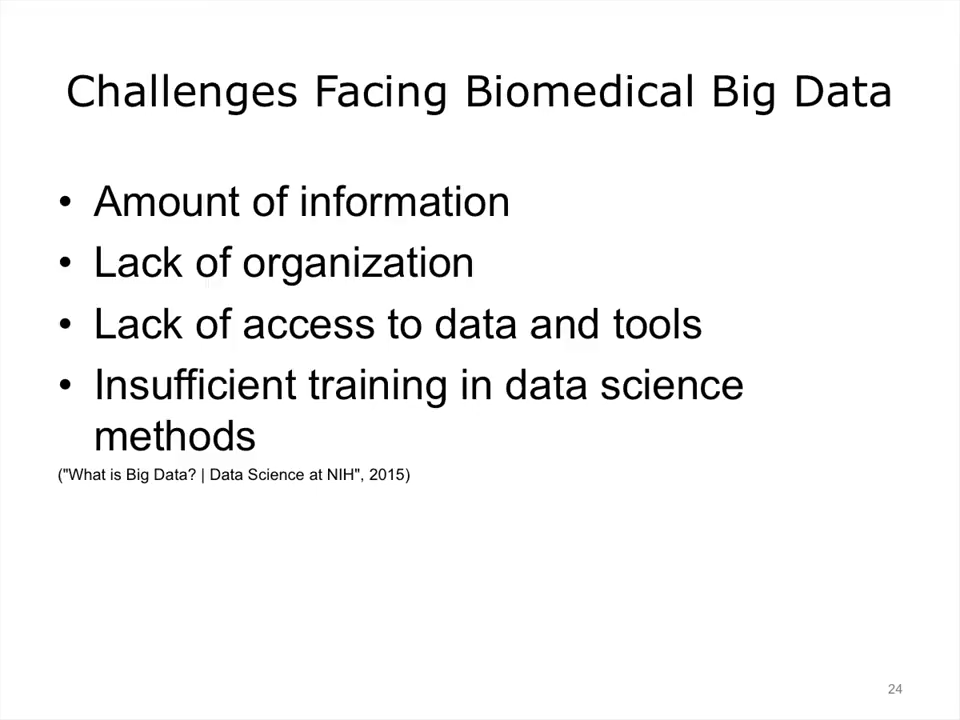 Challenges Facing Biomedical Big Data
• Amount of information
• Lack of organization
• Lack of access to data and tools
• Insufficient training in data science
methods
("What is Big Data? | Data Science at NIH", 2015)
24